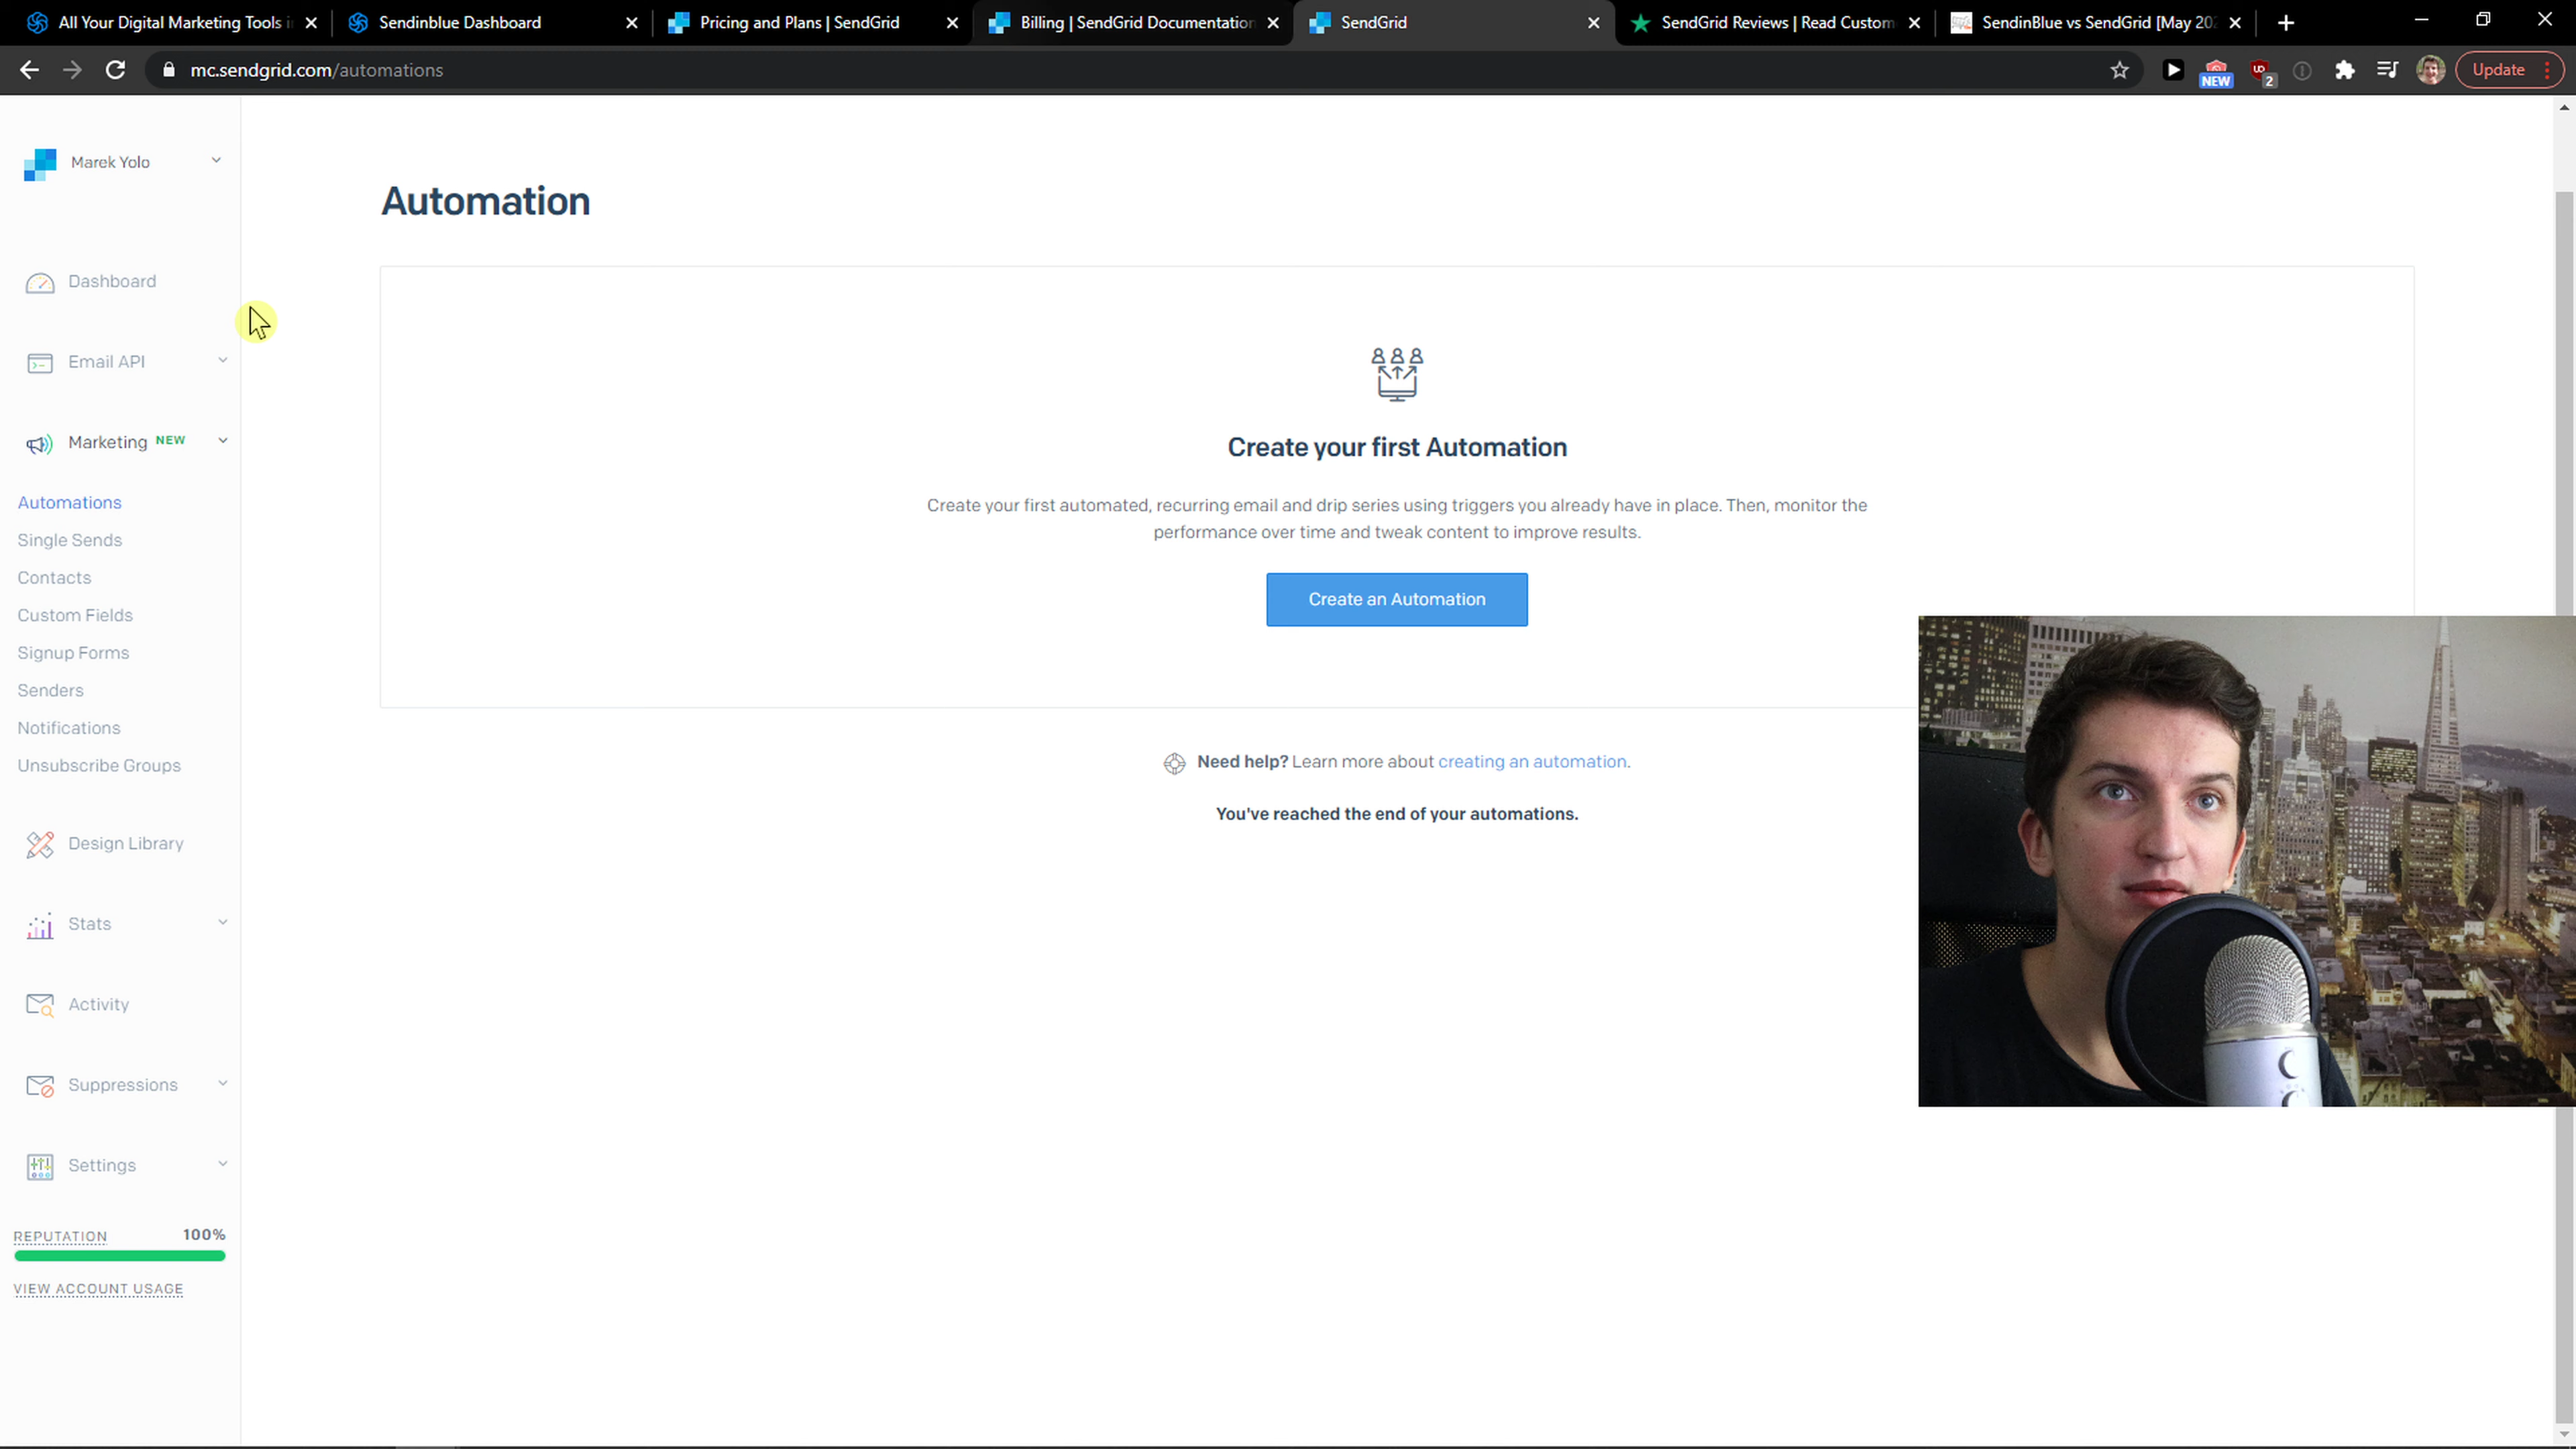 All Your Digital Marketing Tools i
Sendinblue Dashboard
Pricing and Plans | SendGrid
Billing | SendGrid Documentation
SendGrid
SendGrid Reviews | Read Custom
SendinBlue vs SendGrid [May 202
mc.sendgrid.com/automations
NEW
2
Update
Marek Yolo
Dashboard
Email API
Marketing NEW
Automations
Single Sends
Contacts
Custom Fields
Signup Forms
Senders
Notifications
Unsubscribe Groups
Design Library
Stats
Activity
Suppressions
Settings
REPUTATION 100%
VIEW ACCOUNT USAGE
Automation
Create your first Automation
Create your first automated, recurring email and drip series using triggers you already have in place. Then, monitor the
performance over time and tweak content to improve results.
Create an Automation
Need help? Learn more about creating an automation.
You've reached the end of your automations.